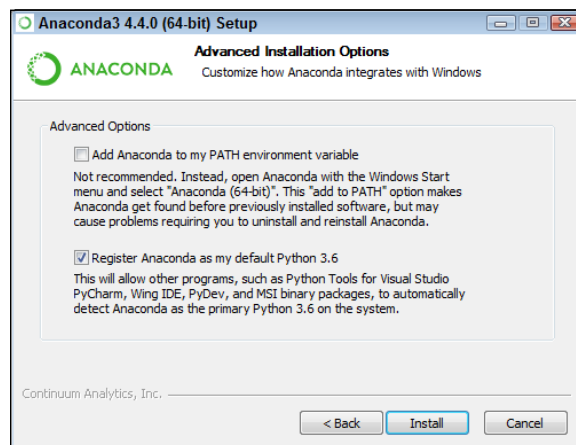 Anaconda3 4.4.0 (64-bit) Setup
ANACONDA
Advanced Installation Options
Customize how Anaconda integrates with Windows
Advanced Options
Add Anaconda to my PATH environment variable
Not recommended. Instead, open Anaconda with the Windows Start
menu and select "Anaconda (64-bit)". This "add to PATH" option makes
Anaconda get found before previously installed software, but may
cause problems requiring you to uninstall and reinstall Anaconda.
Register Anaconda as my default Python 3.6
This will allow other programs, such as Python Tools for Visual Studio
PyCharm, Wing IDE, PyDev, and MSI binary packages, to automatically
detect Anaconda as the primary Python 3.6 on the system.
Continuum Analytics, Inc.
< Back
Install
Cancel